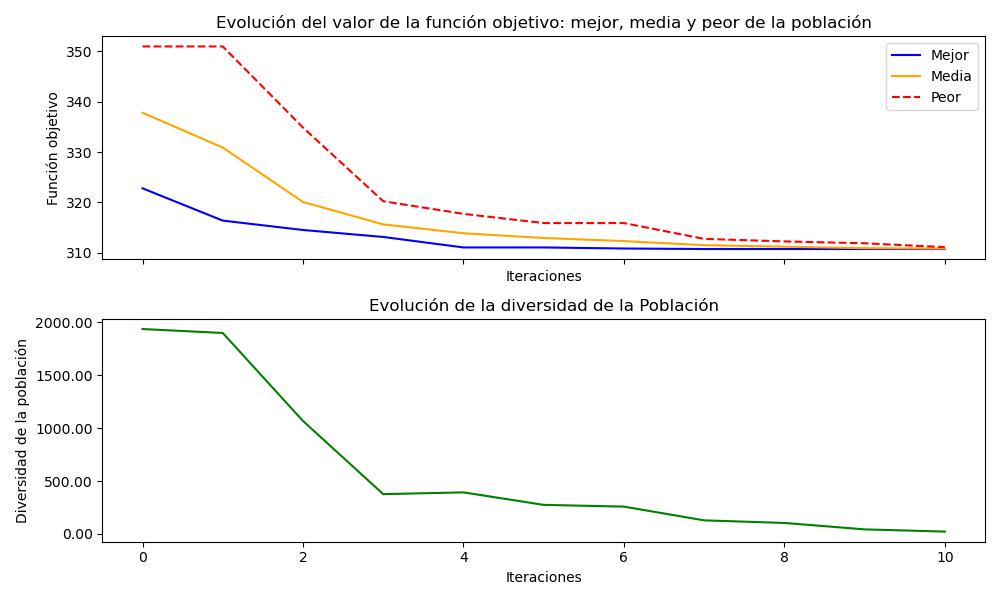 Evolución del valor de la función objetivo: mejor, media y peor de la población
350
340
330
320
310
Función objetivo
Mejor
Media
Peor
Iteraciones
Evolución de la diversidad de la Población
2000.00
1500.00
1000.00
500.00
0.00
Diversidad de la población
0 2 4 6 8 10
Iteraciones